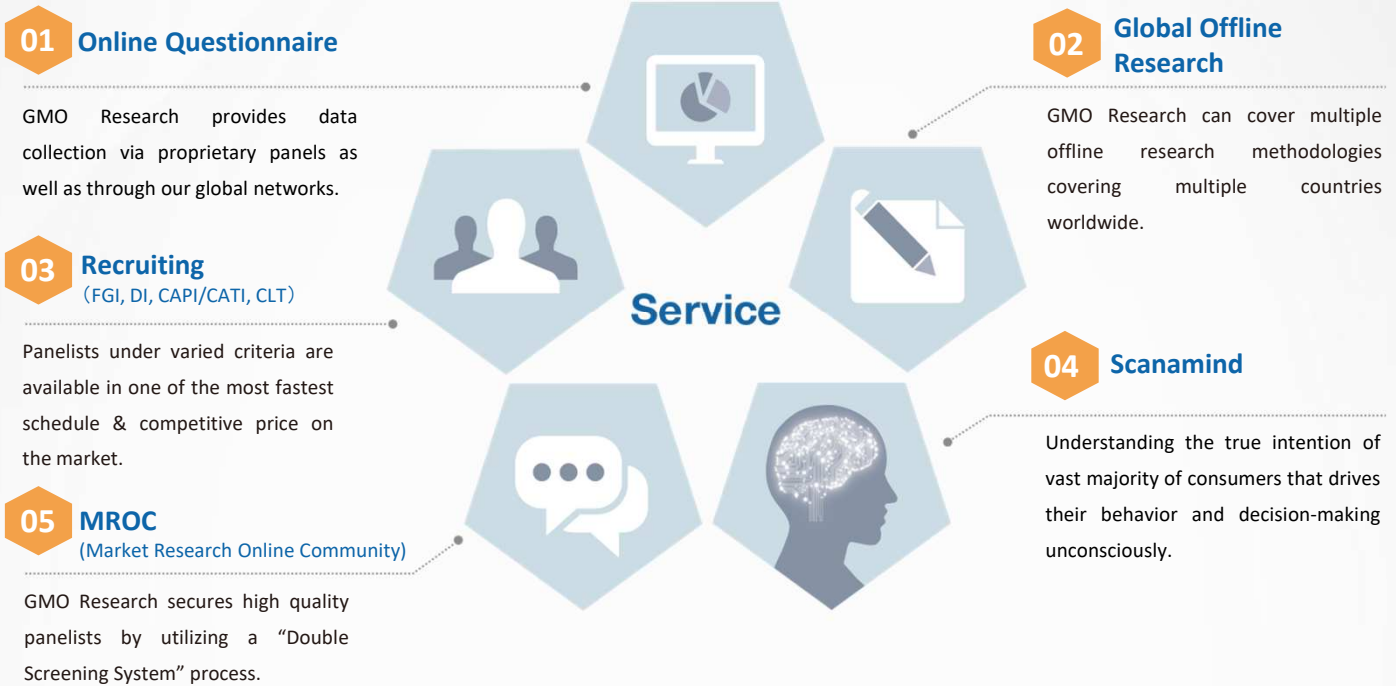 01 Online Questionnaire
GMO Research provides data
collection via proprietary panels as
well as through our global networks.
02 Global Offline
Research
GMO Research can cover multiple
offline research methodologies
covering multiple countries
worldwide.
03 Recruiting
（FGI, DI, CAPI/CATI, CLT）
Panelists under varied criteria are
available in one of the most fastest
schedule & competitive price on
the market.
Service
04 Scanamind
Understanding the true intention of
vast majority of consumers that drives
their behavior and decision-making
unconsciously.
05 MROC
(Market Research Online Community)
GMO Research secures high quality
panelists by utilizing a “Double
Screening System” process.